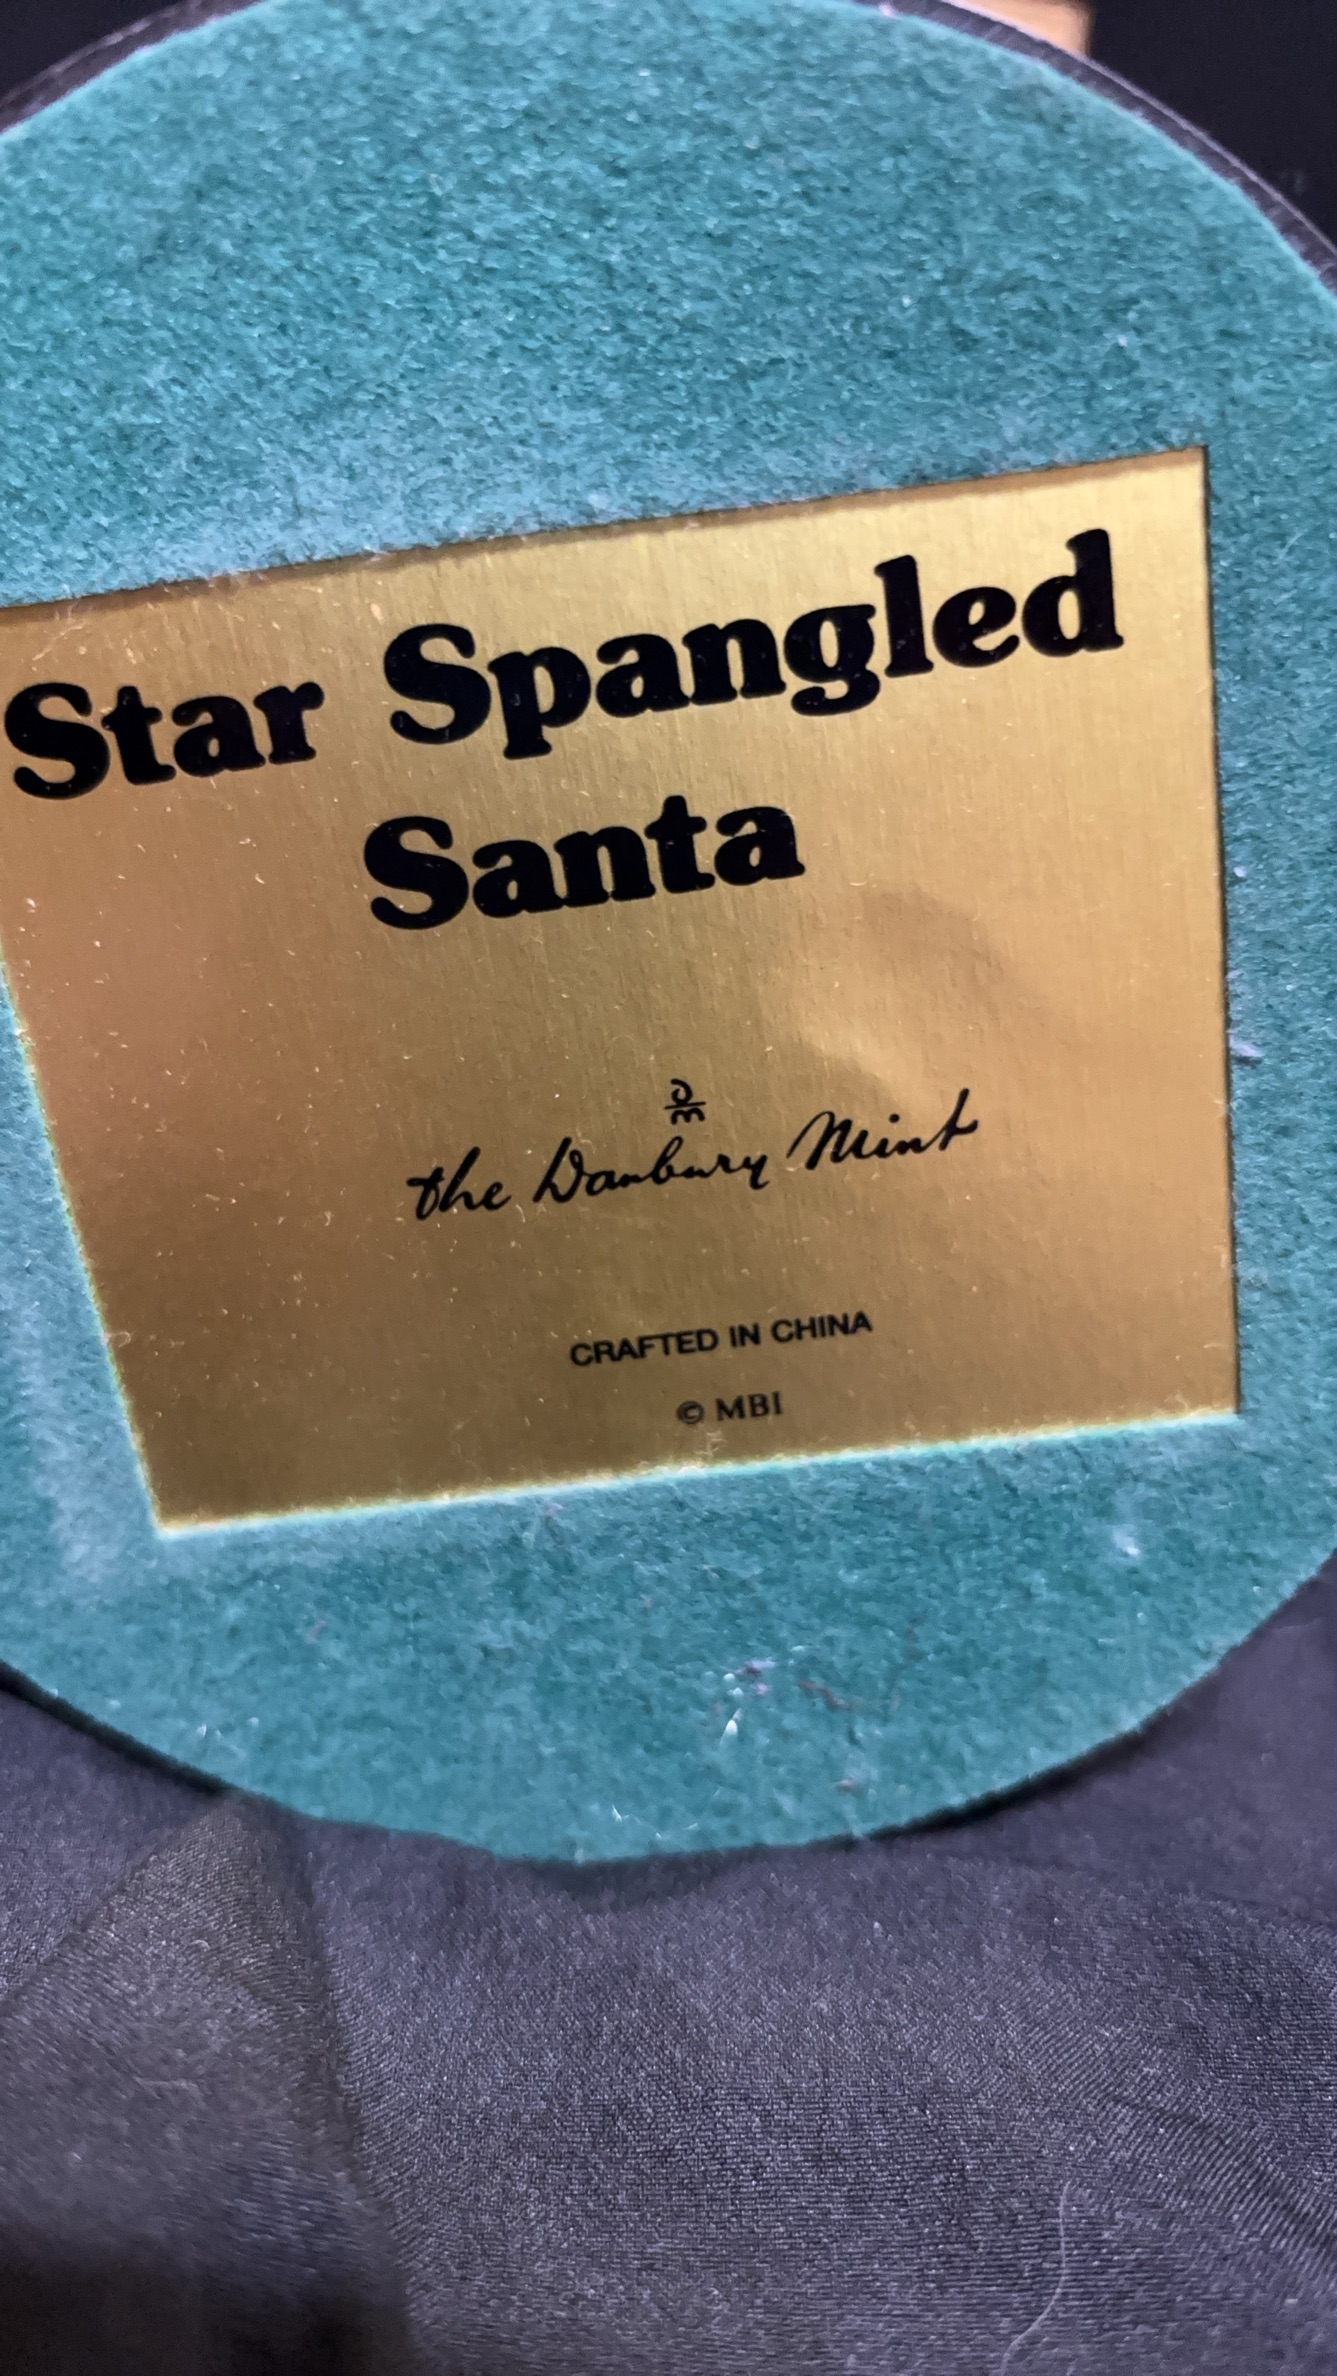 Star Spangled
Santa
the Danbury Mint
CRAFTED IN CHINA
© MBI